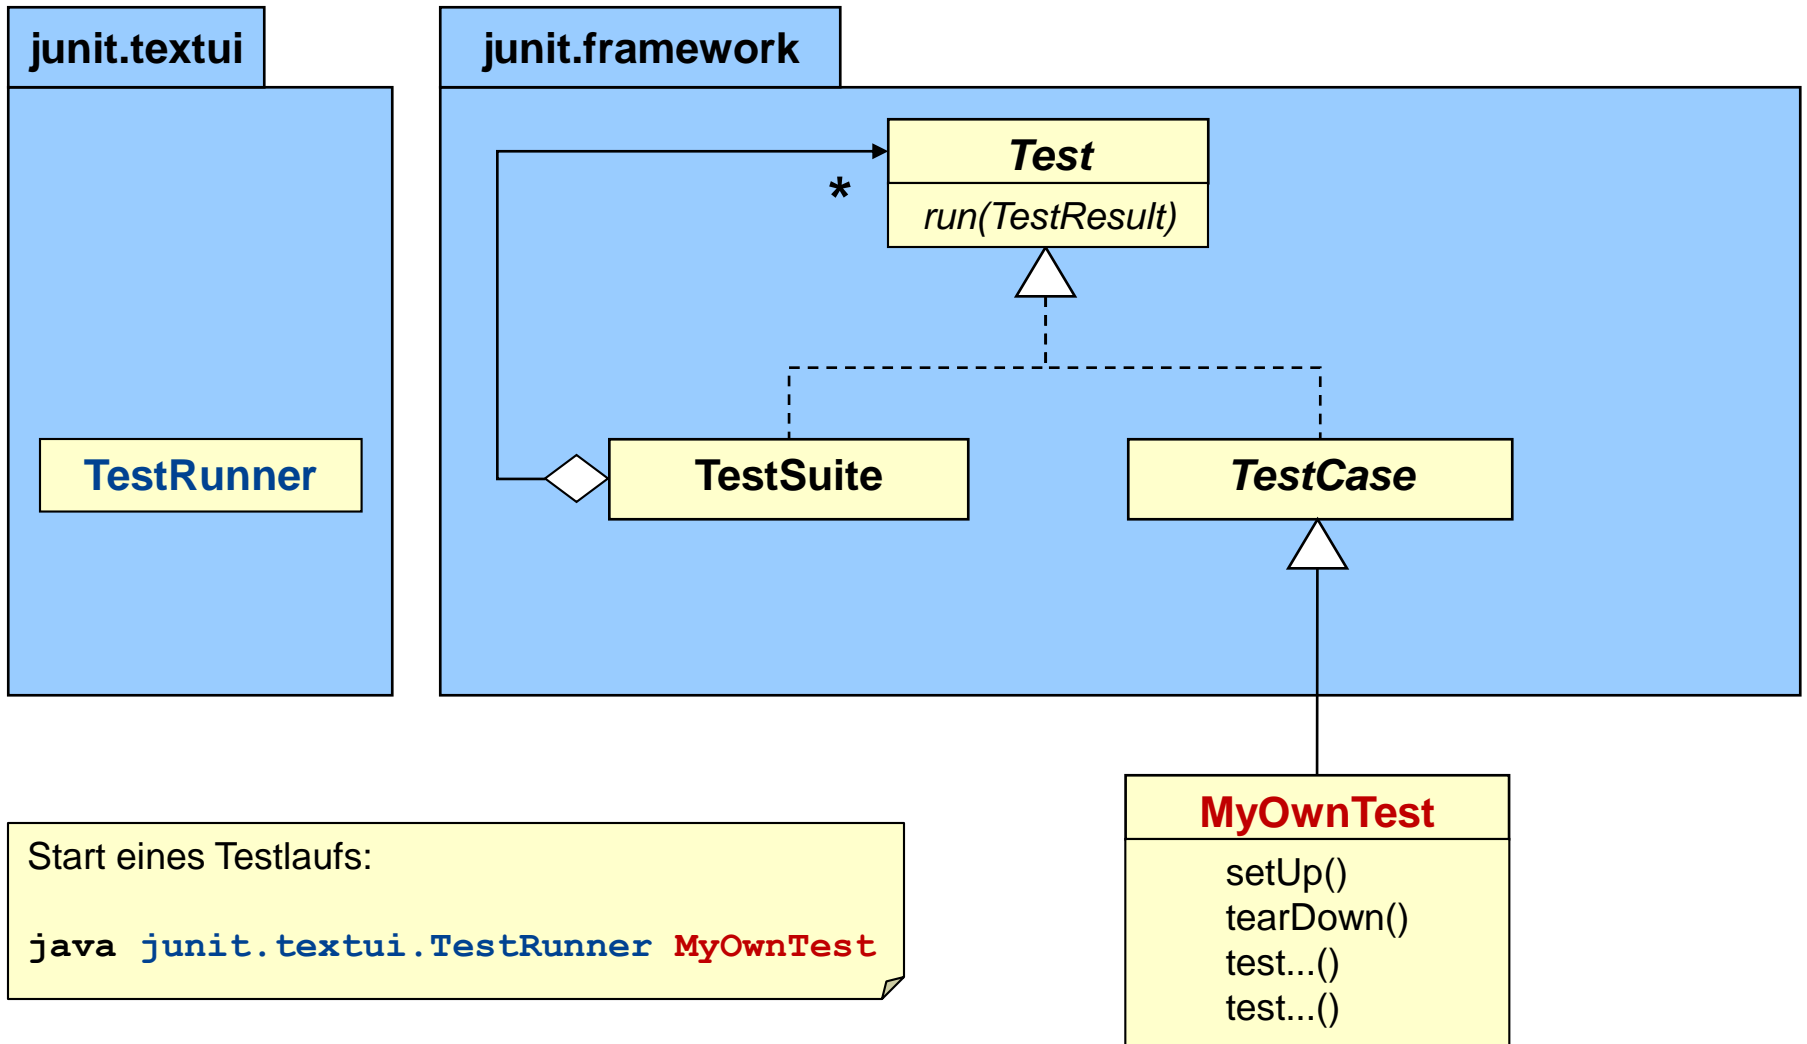 junit.textui
junit.framework
Test
*
run(TestResult)
TestRunner
TestSuite
TestCase
MyOwnTest
setUp()
tearDown()
test...()
test...()
Start eines Testlaufs:
java junit.textui.TestRunner MyOwnTest